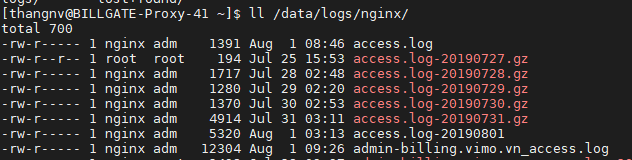 [thangnv@BILLGATE-Proxy-41 ~]$ ll /data/logs/nginx/
total 700
-rw-r----- 1 nginx adm 1391 Aug 1 08:46 access.log
-rw-r--r-- 1 root root 194 Jul 25 15:53 access.log-20190727.gz
-rw-r----- 1 nginx adm 1717 Jul 28 02:48 access.log-20190728.gz
-rw-r----- 1 nginx adm 1280 Jul 29 02:20 access.log-20190729.gz
-rw-r----- 1 nginx adm 1370 Jul 30 02:53 access.log-20190730.gz
-rw-r----- 1 nginx adm 4914 Jul 31 03:11 access.log-20190731.gz
-rw-r----- 1 nginx adm 5320 Aug 1 03:13 access.log-20190801
-rw-r----- 1 nginx adm 12304 Aug 1 09:26 admin-billing.vimo.vn_access.log